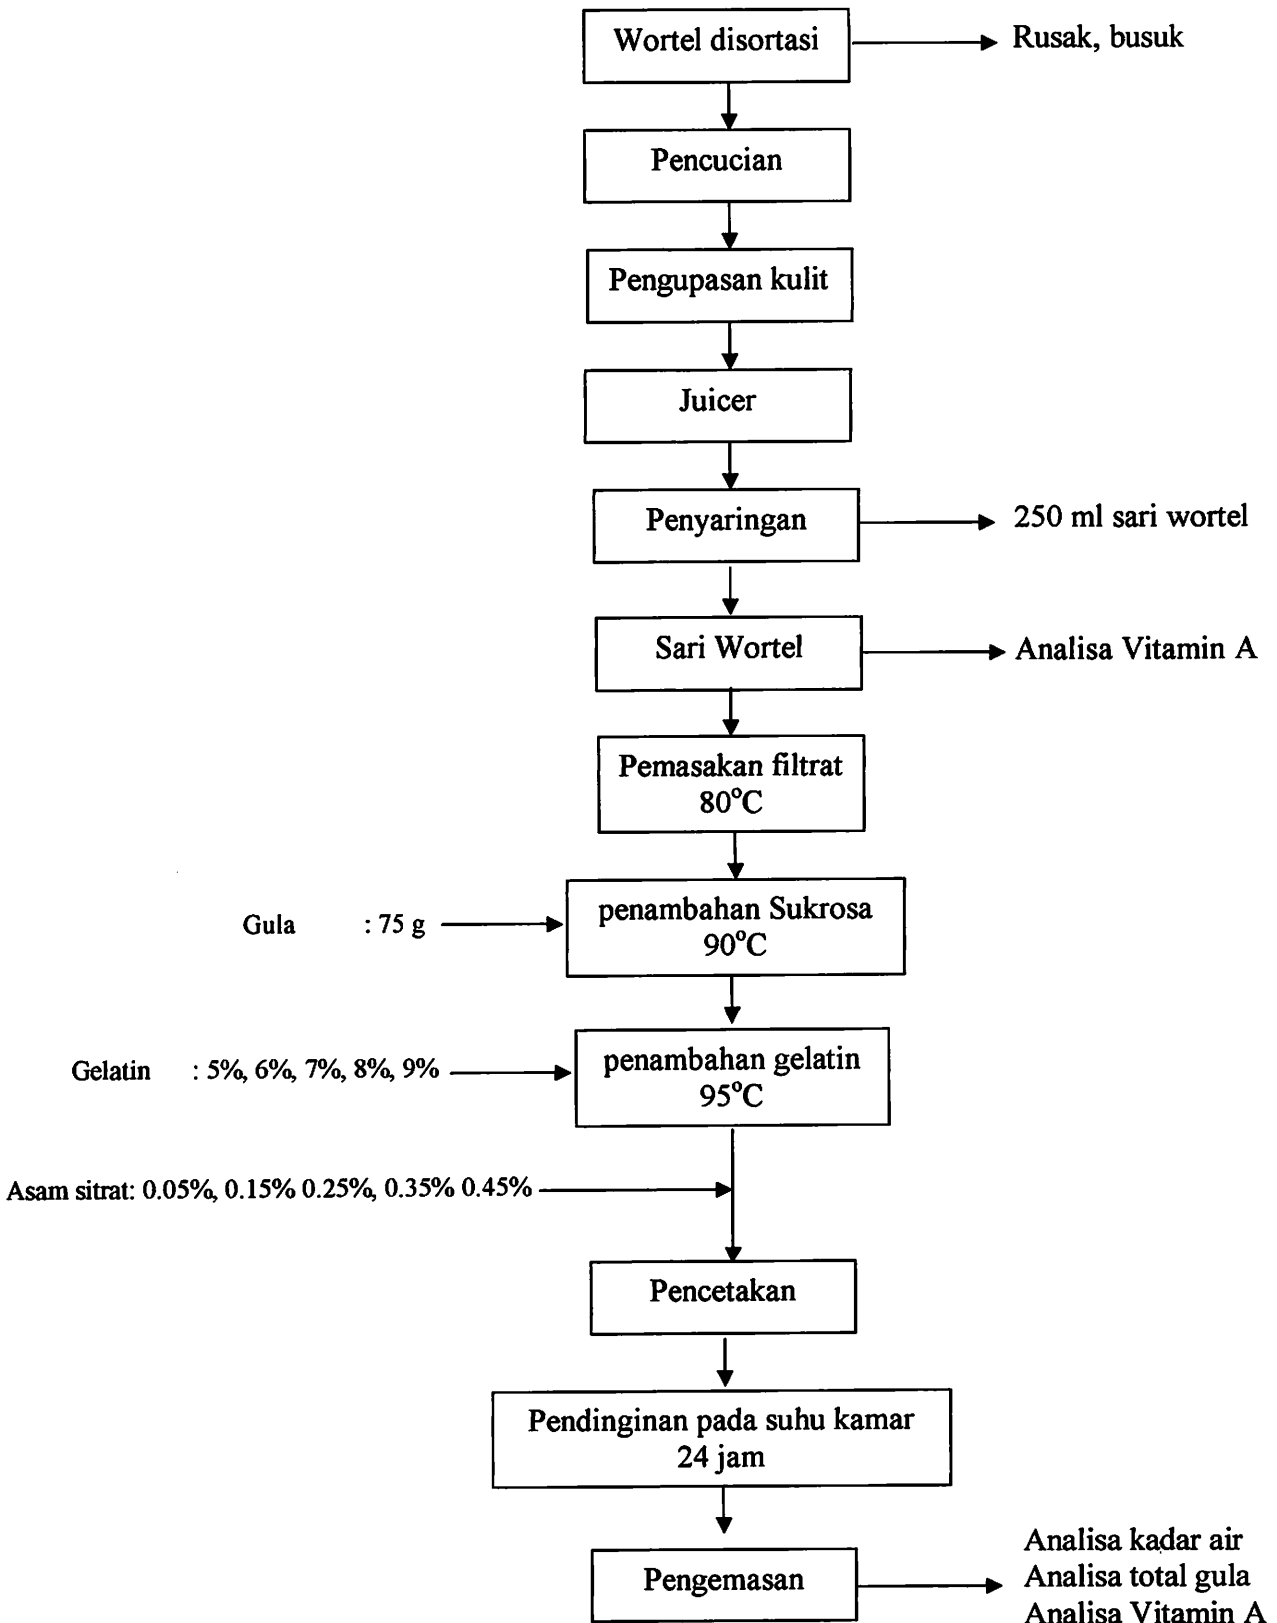 Wortel disortasi
Rusak, busuk
Pencucian
Pengupasan kulit
Juicer
Penyaringan
250 ml sari wortel
Sari Wortel
Analisa Vitamin A
Pemasakan filtrat
80°C
Gula : 75 g
penambahan Sukrosa
90°C
Gelatin : 5%, 6%, 7%, 8%, 9%
penambahan gelatin
95°C
Asam sitrat: 0.05%, 0.15% 0.25%, 0.35% 0.45%
Pencetakan
Pendinginan pada suhu kamar
24 jam
Pengemasan
Analisa kadar air
Analisa total gula
Analisa Vitamin A